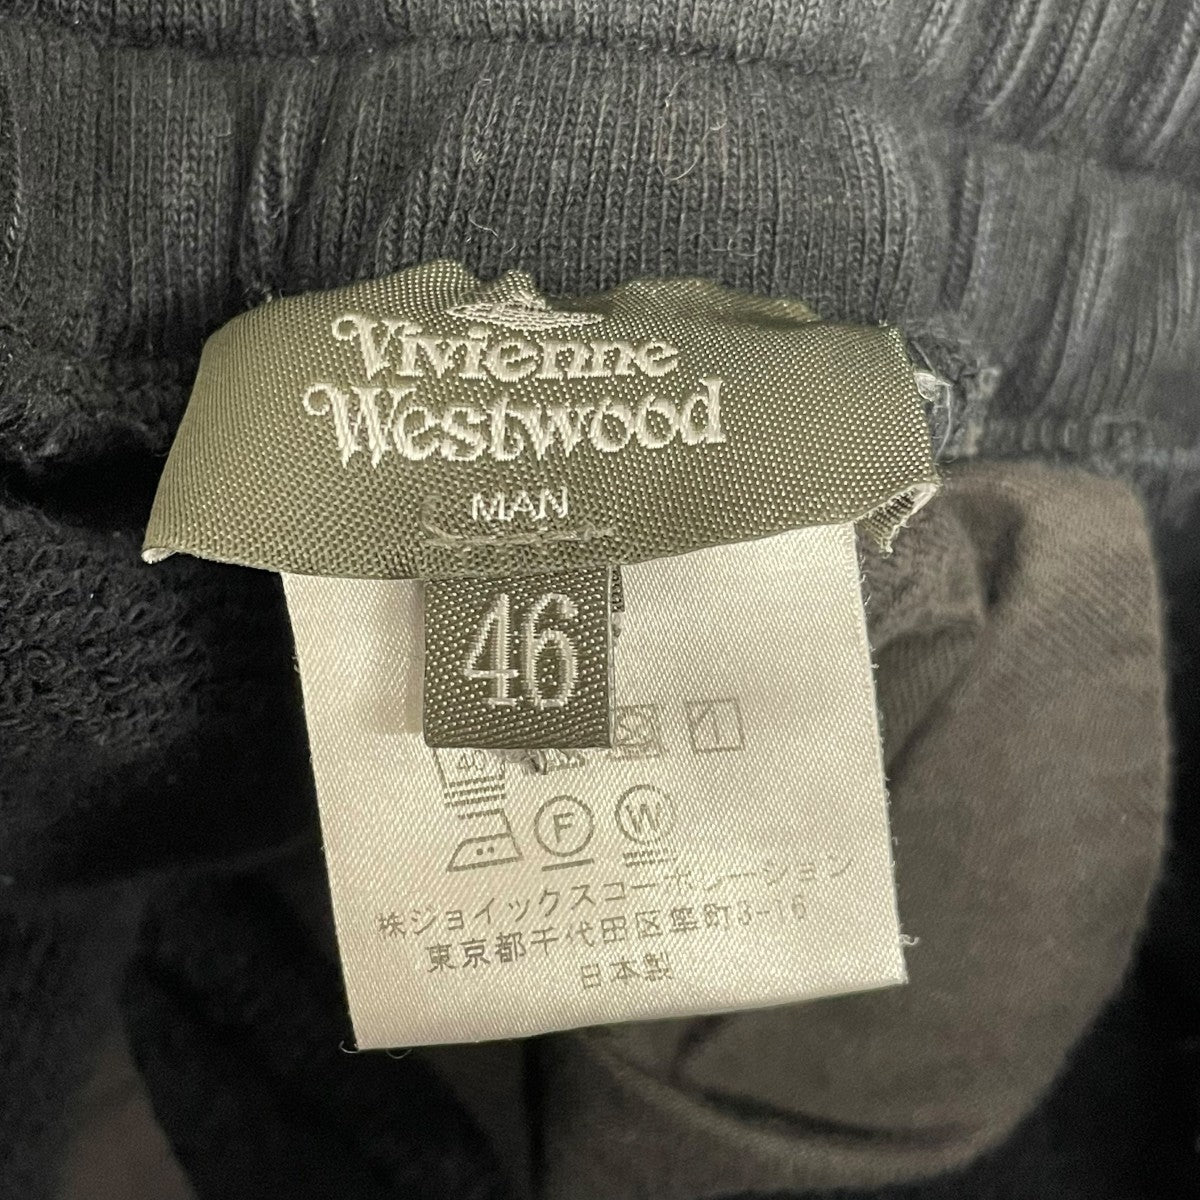 Vivienne
Westwood
MAN
46
40
F
W
株ジョイックスコーポレーション
東京都千代田区麹町3-16
日本製